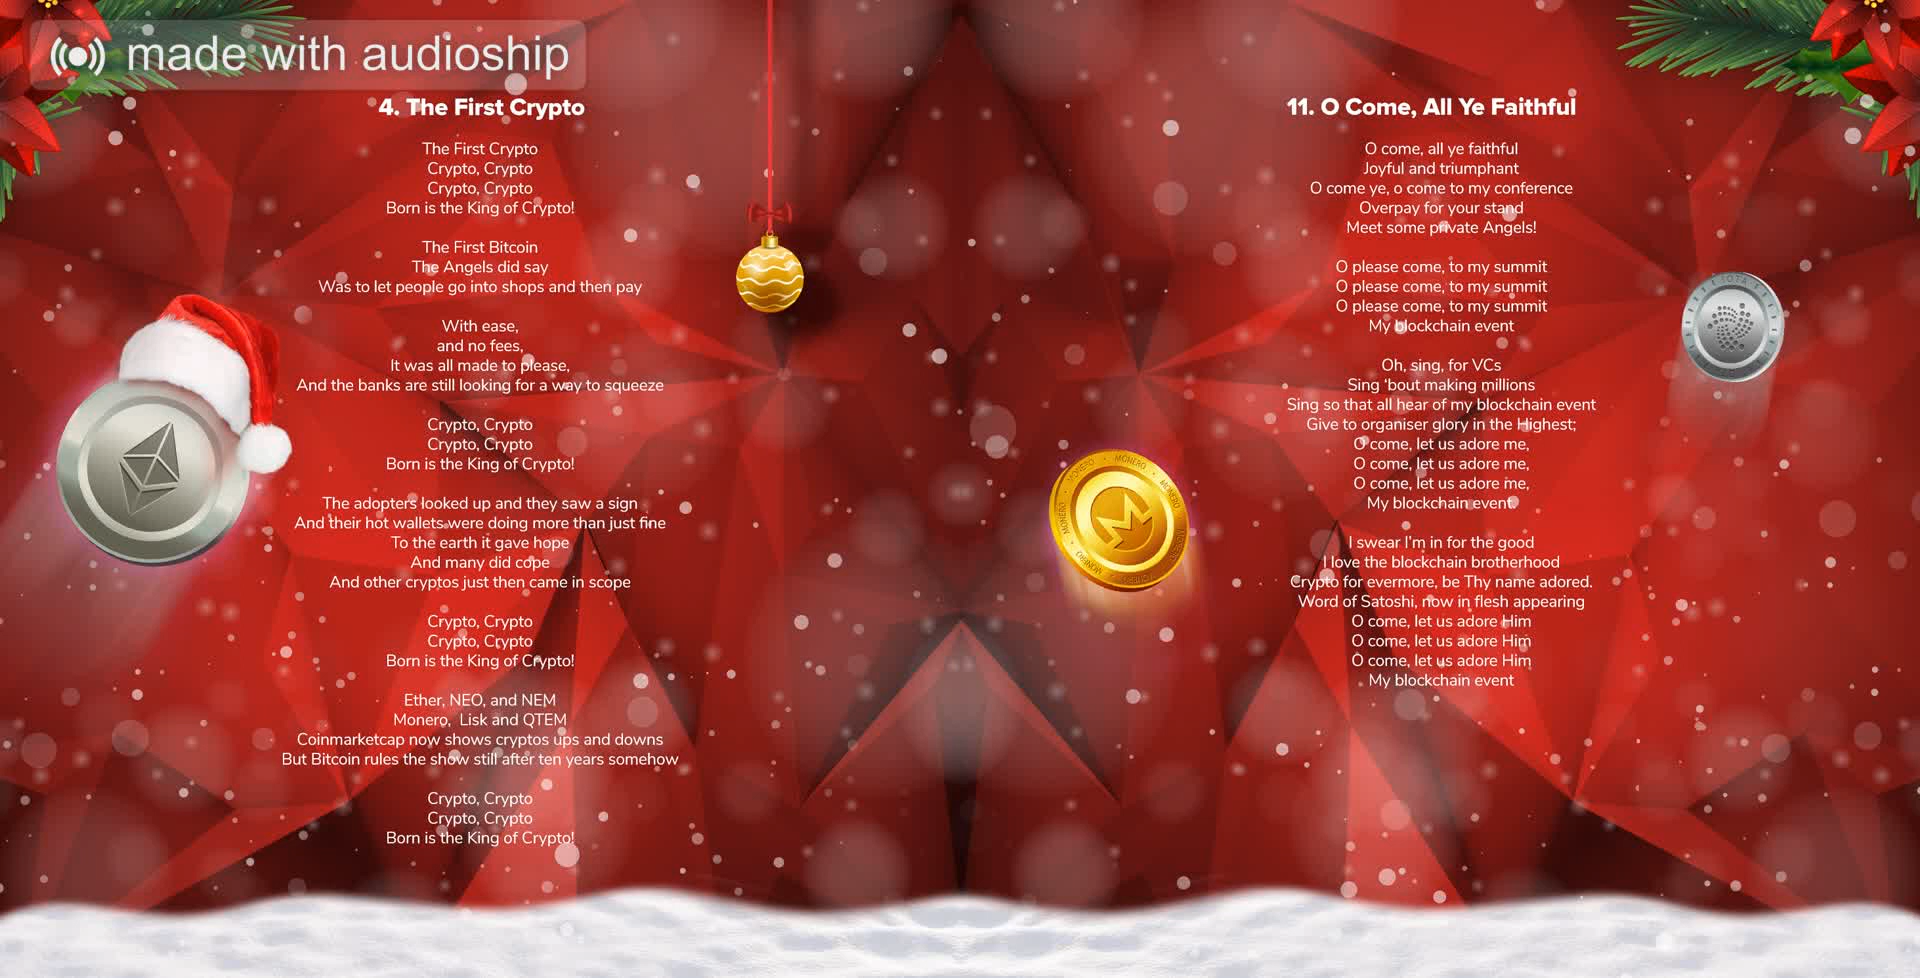 made with audioship
4. The First Crypto
The First Crypto
Crypto, Crypto
Crypto, Crypto
Born is the King of Crypto!
The First Bitcoin
The Angels did say
Was to let people go into shops and then pay
With ease,
and no fees,
It was all made to please,
And the banks are still looking for a way to squeeze
Crypto, Crypto
Crypto, Crypto
Born is the King of Crypto!
The adopters looked up and they saw a sign
And their hot wallets were doing more than just fine
To the earth it gave hope
And many did cope
And other cryptos just then came in scope
Crypto, Crypto
Crypto, Crypto
Born is the King of Crypto!
Ether, NEO, and NEM
Monero, Lisk and QTEM
Coinmarketcap now shows cryptos ups and downs
But Bitcoin rules the show still after ten years somehow
Crypto, Crypto
Crypto, Crypto
Born is the King of Crypto!
11. O Come, All Ye Faithful
O come, all ye faithful
Joyful and triumphant
O come ye, o come to my conference
Overpay for your stand
Meet some private Angels!
O please come, to my summit
O please come, to my summit
O please come, to my summit
My blockchain event
Oh, sing, for VCs
Sing ‘bout making millions
Sing so that all hear of my blockchain event
Give to organiser glory in the Highest;
O come, let us adore me,
O come, let us adore me,
O come, let us adore me,
My blockchain event.
I swear I'm in for the good
I love the blockchain brotherhood
Crypto for evermore, be Thy name adored.
Word of Satoshi, now in flesh appearing
O come, let us adore Him
O come, let us adore Him
O come, let us adore Him
My blockchain event
MONERO · MONERO · MONERO
IOTA